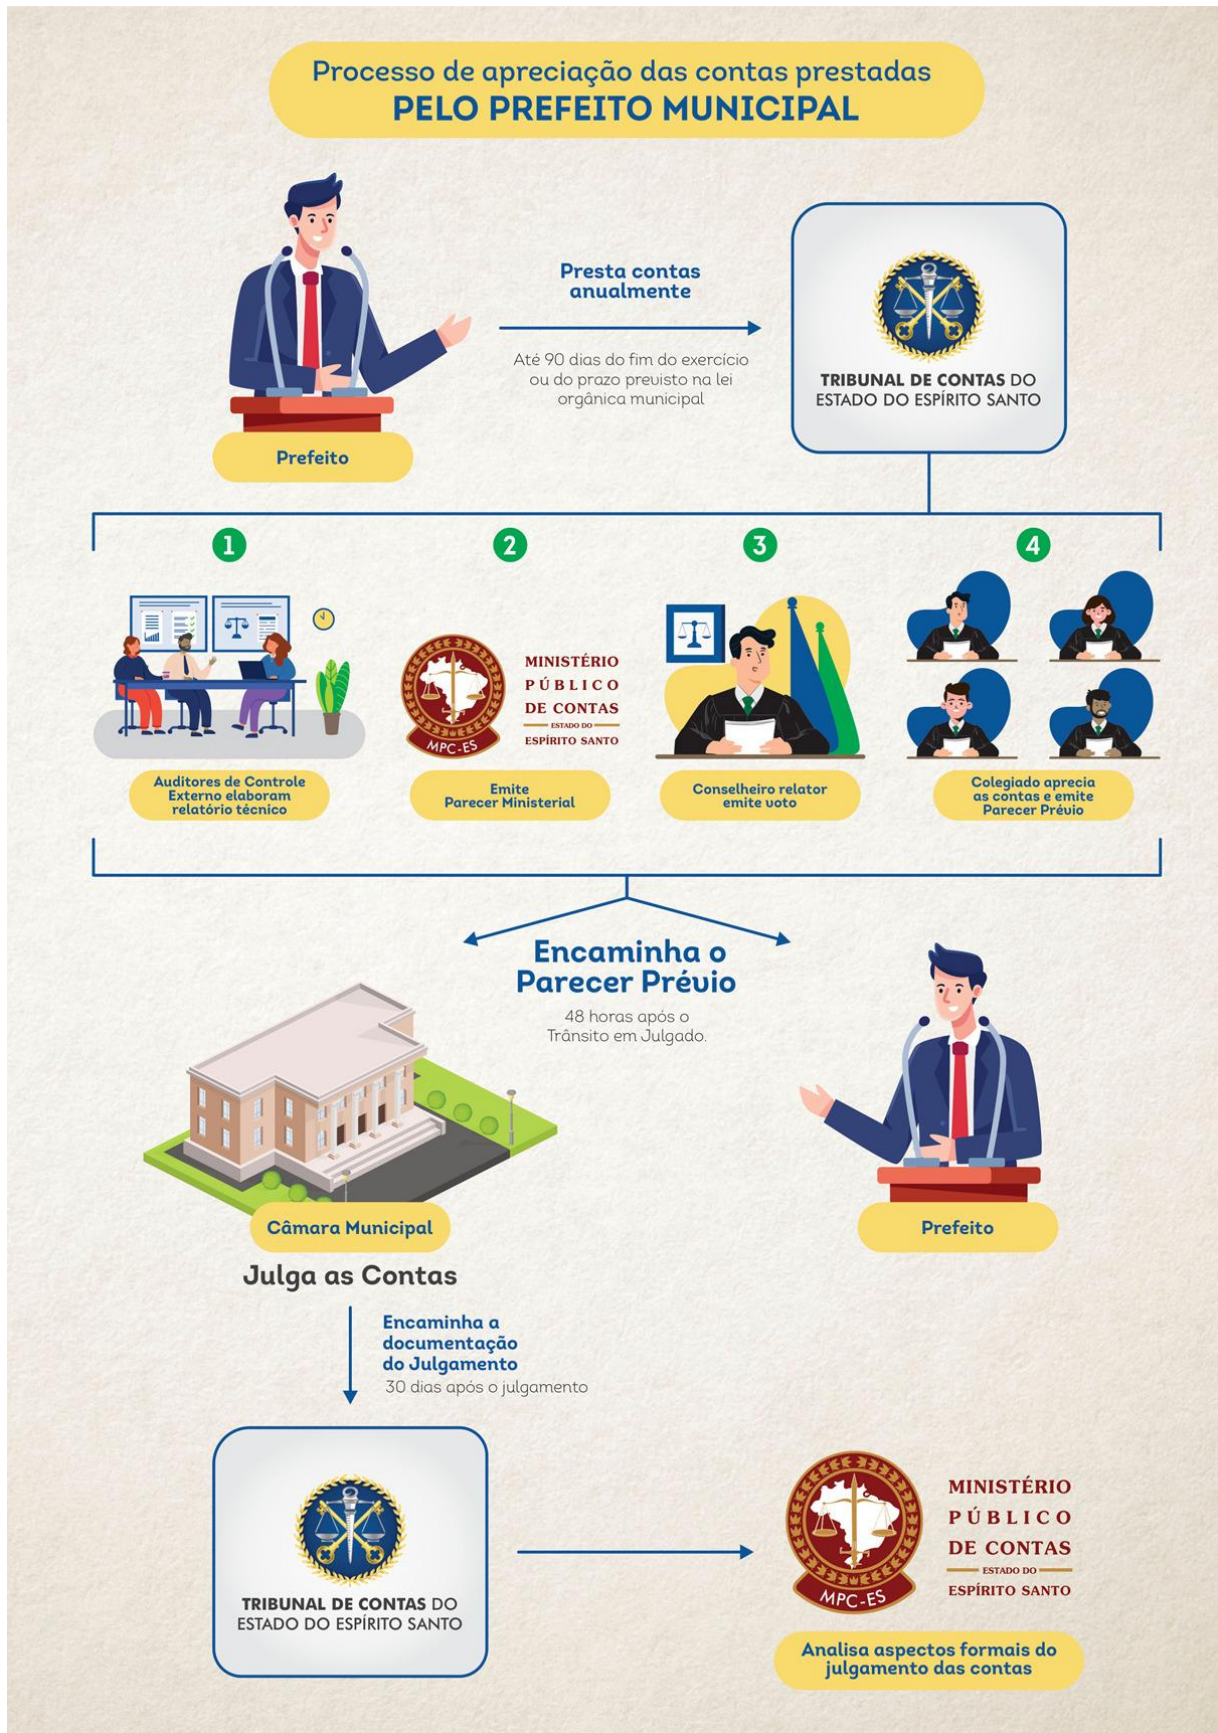 Processo de apreciação das contas prestadas
PELO PREFEITO MUNICIPAL
Presta contas
anualmente
Até 90 dias do fim do exercício
ou do prazo previsto na lei
orgânica municipal
TRIBUNAL DE CONTAS DO
ESTADO DO ESPÍRITO SANTO
Prefeito
1
2
3
4
MINISTÉRIO
PÚBLICO
DE CONTAS
ESTADO DO
ESPÍRITO SANTO
MPC-ES
Auditores de Controle
Externo elaboram
relatório técnico
Emite
Parecer Ministerial
Conselheiro relator
emite voto
Colegiado aprecia
as contas e emite
Parecer Prévio
Encaminha o
Parecer Prévio
48 horas após o
Trânsito em Julgado.
Câmara Municipal
Prefeito
Julga as Contas
Encaminha a
documentação
do Julgamento
30 dias após o julgamento
TRIBUNAL DE CONTAS DO
ESTADO DO ESPÍRITO SANTO
MINISTÉRIO
PÚBLICO
DE CONTAS
ESTADO DO
ESPÍRITO SANTO
MPC-ES
Analisa aspectos formais do
julgamento das contas